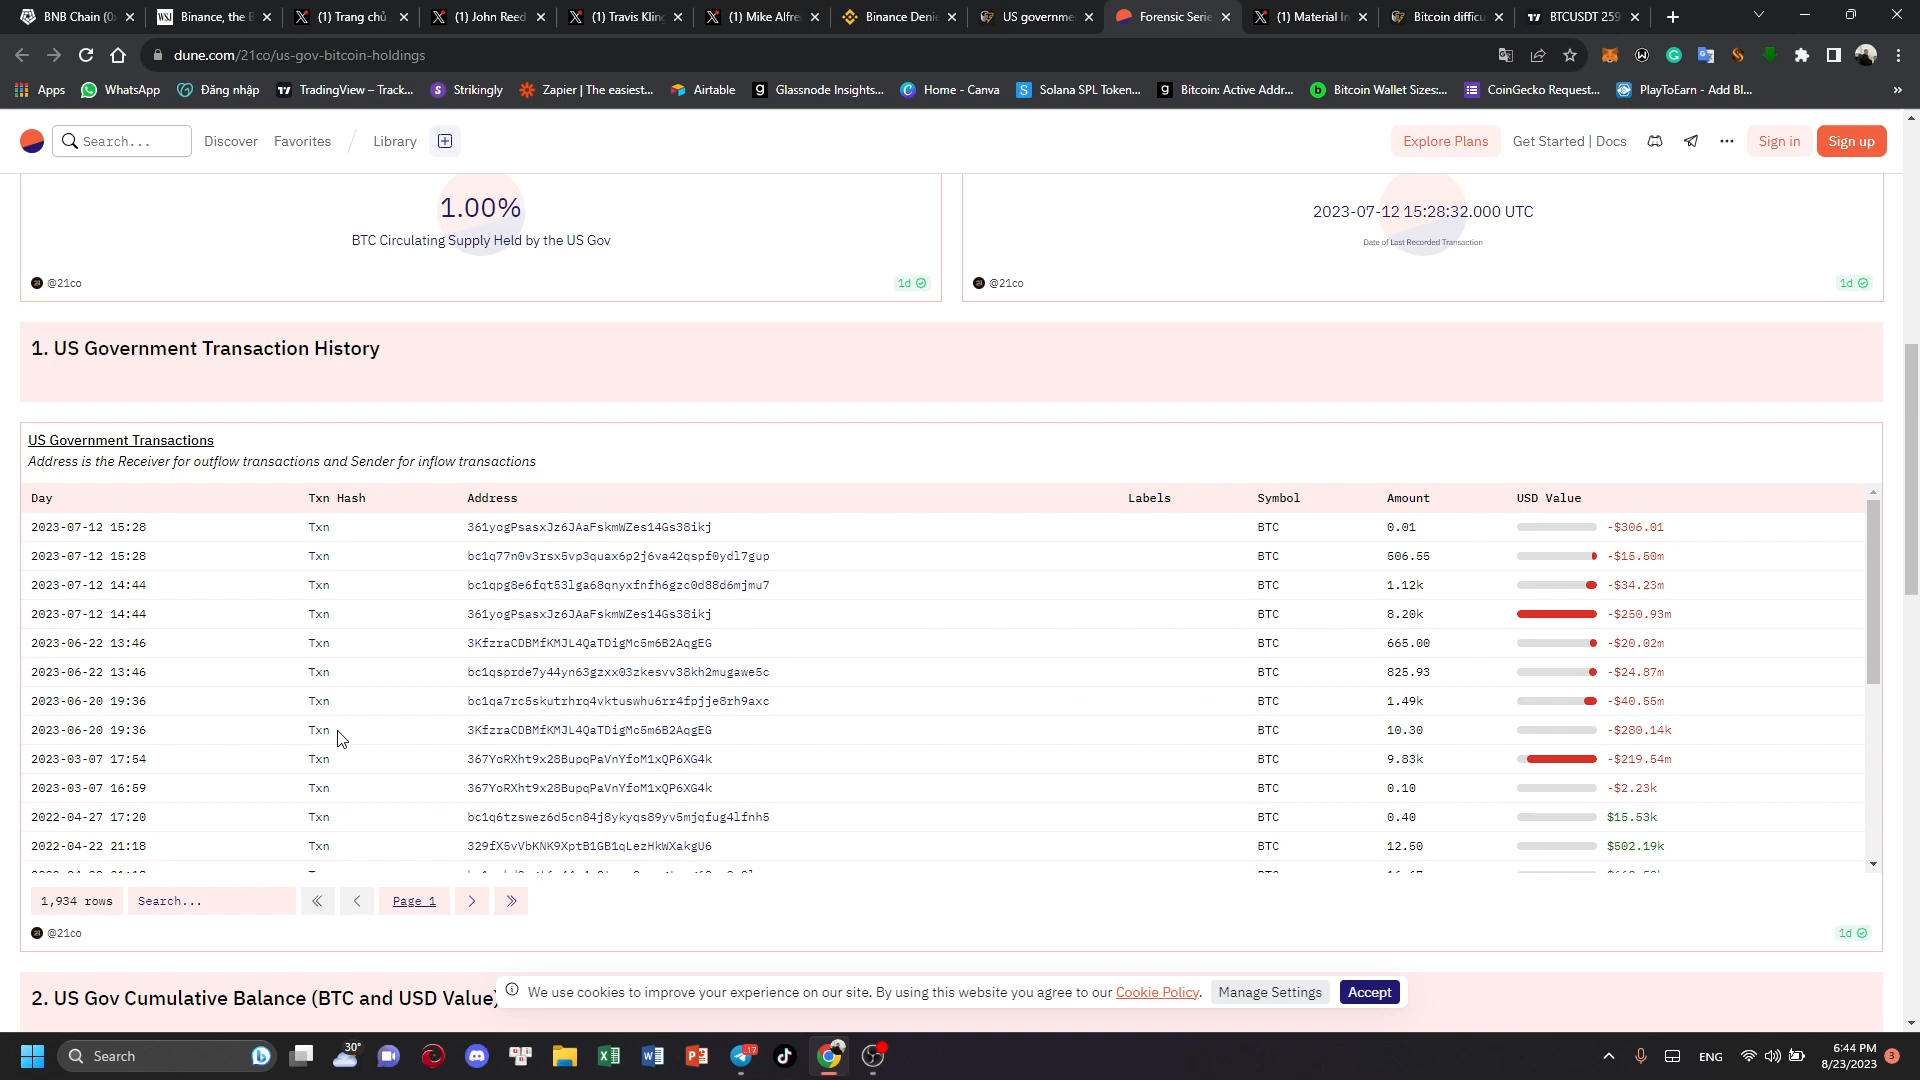 BNB Chain (0x
Binance, the B
(1) Trang chủ
(1) John Reed
(1) Travis Kling
(1) Mike Alfre
Binance Denie
US governme
Forensic Serie
(1) Material In
Bitcoin difficu
BTCUSDT 259
dune.com/21co/us-gov-bitcoin-holdings
Apps
WhatsApp
Đăng nhập
TradingView – Track...
Strikingly
Zapier | The easiest...
Airtable
Glassnode Insights...
Home - Canva
Solana SPL Token...
Bitcoin: Active Addr...
Bitcoin Wallet Sizes:...
CoinGecko Request...
PlayToEarn - Add Bl...
Search...
Discover
Favorites
Library
Explore Plans
Get Started | Docs
Sign in
Sign up
1.00%
BTC Circulating Supply Held by the US Gov
@21co
1d
2023-07-12 15:28:32.000 UTC
Date of Last Recorded Transaction
@21co
1d
1. US Government Transaction History
US Government Transactions
Address is the Receiver for outflow transactions and Sender for inflow transactions
Day Txn Hash Address Labels Symbol Amount USD Value
2023-07-12 15:28 Txn 361yogPsasxJz6JAaFskmWZes14Gs38ikj BTC 0.01 -$306.01
2023-07-12 15:28 Txn bc1q77n0v3rsx5vp3quax6p2j6va42qspf0ydl7gup BTC 506.55 -$15.50m
2023-07-12 14:44 Txn bc1qpg8e6fqt53lga68qnyxfnfh6gzc0d88d6mjmu7 BTC 1.12k -$34.23m
2023-07-12 14:44 Txn 361yogPsasxJz6JAaFskmWZes14Gs38ikj BTC 8.20k -$250.93m
2023-06-22 13:46 Txn 3KfzraCDBMfKMJL4QaTDigMc5m6B2AqgEG BTC 665.00 -$20.02m
2023-06-22 13:46 Txn bc1qsprde7y44yn63gzxx03zkesvv38kh2mugawe5c BTC 825.93 -$24.87m
2023-06-20 19:36 Txn bc1qa7rc5skutrhrq4vktuswhu6rr4fpjje8rh9axc BTC 1.49k -$40.55m
2023-06-20 19:36 Txn 3KfzraCDBMfKMJL4QaTDigMc5m6B2AqgEG BTC 10.30 -$280.14k
2023-03-07 17:54 Txn 367YoRXht9x28BupqPaVnYfoM1xQP6XG4k BTC 9.83k -$219.54m
2023-03-07 16:59 Txn 367YoRXht9x28BupqPaVnYfoM1xQP6XG4k BTC 0.10 -$2.23k
2022-04-27 17:20 Txn bc1q6tzswez6d5cn84j8ykyqs89yv5mjqfug4lfnh5 BTC 0.40 $15.53k
2022-04-22 21:18 Txn 329fX5vVbKNK9XptB1GB1qLezHkWXakgU6 BTC 12.50 $502.19k
1,934 rows
Search...
Page 1
@21co
1d
2. US Gov Cumulative Balance (BTC and USD Value)
We use cookies to improve your experience on our site. By using this website you agree to our Cookie Policy.
Manage Settings
Accept
Search
30°
17
ENG
6:44 PM
8/23/2023
3